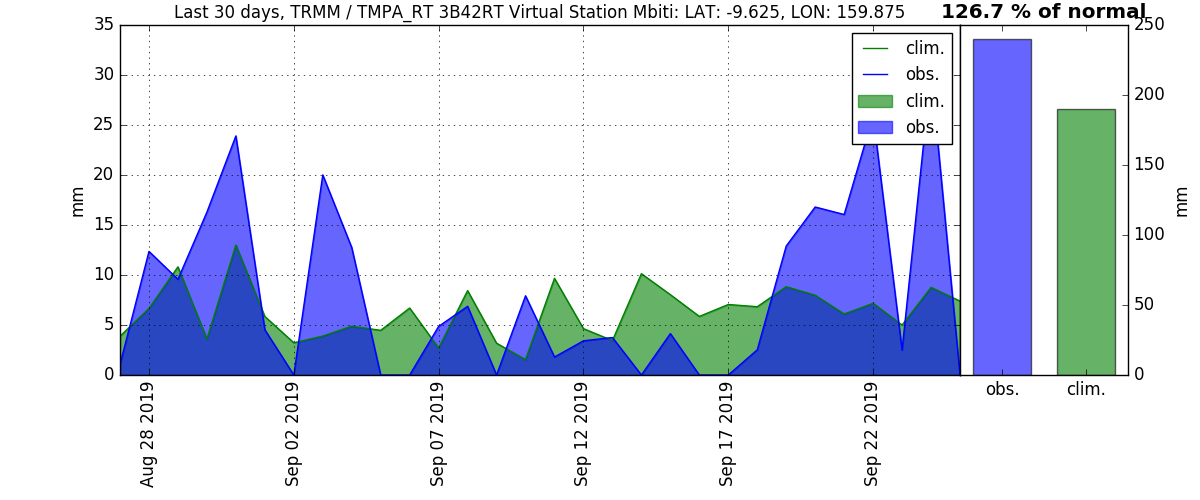 Last 30 days, TRMM / TMPA_RT 3B42RT Virtual Station Mbiti: LAT: -9.625, LON: 159.875
126.7 % of normal
35
30
25
20
15
10
5
0
mm
clim.
obs.
clim.
obs.
Aug 28 2019
Sep 02 2019
Sep 07 2019
Sep 12 2019
Sep 17 2019
Sep 22 2019
250
200
150
100
50
0
mm
obs.
clim.